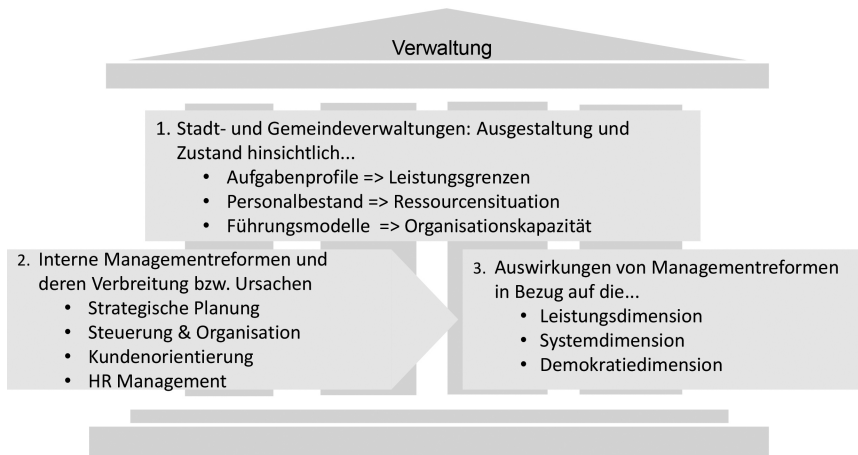 Verwaltung
1. Stadt- und Gemeindeverwaltungen: Ausgestaltung und
Zustand hinsichtlich...
• Aufgabenprofile => Leistungsgrenzen
• Personalbestand => Ressourcensituation
• Führungsmodelle => Organisationskapazität
2. Interne Managementreformen und
deren Verbreitung bzw. Ursachen
• Strategische Planung
• Steuerung & Organisation
• Kundenorientierung
• HR Management
3. Auswirkungen von Managementreformen
in Bezug auf die...
• Leistungsdimension
• Systemdimension
• Demokratiedimension